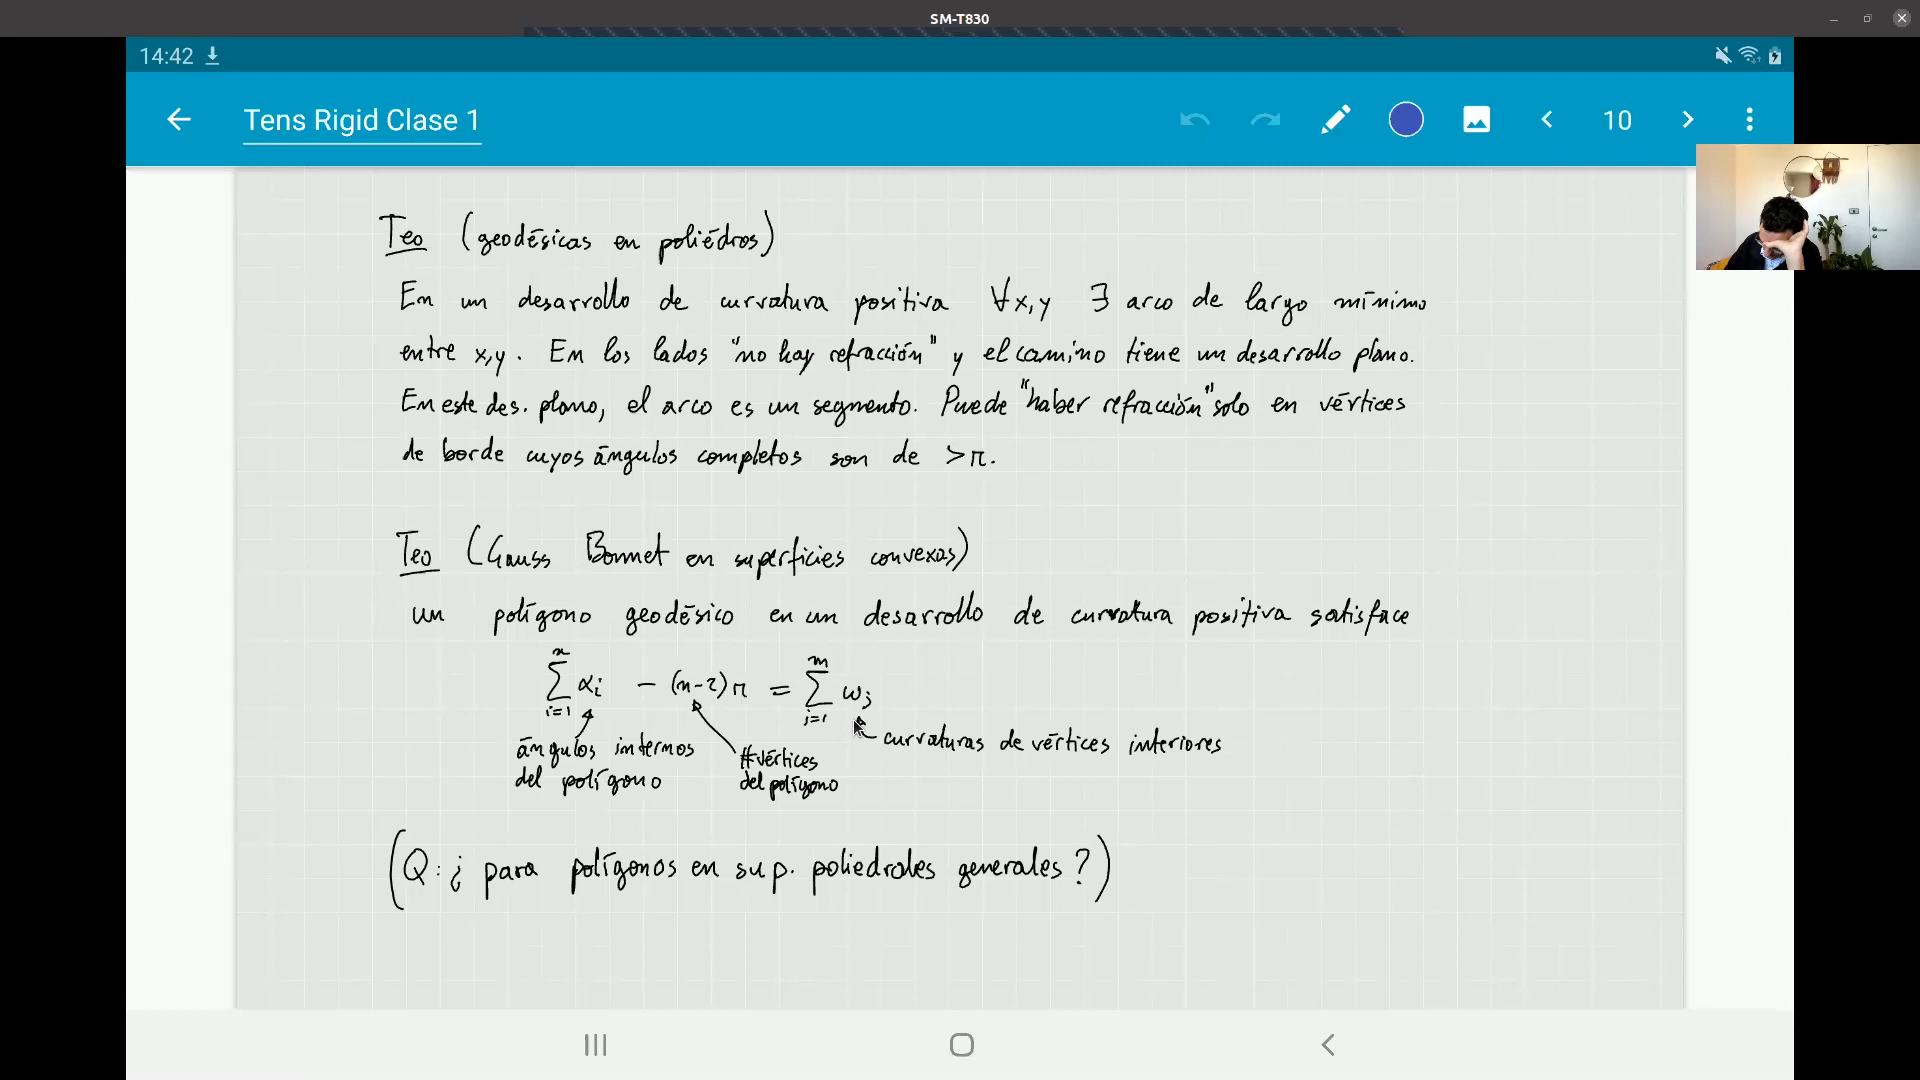 SM-T830
14:42
Tens Rigid Clase 1
10
Teo (geodésicas en poliédros)
En un desarrollo de curvatura positiva ∀x,y ∃ arco de largo mínimo
entre x,y. En los lados "no hay refracción" y el camino tiene un desarrollo plano.
En este des. plano, el arco es un segmento. Puede "haber refracción" solo en vértices
de borde cuyos ángulos completos son de >π.
Teo (Gauss Bonnet en superficies convexas)
un polígono geodésico en un desarrollo de curvatura positiva satisface
∑_{i=1}^{n} αi − (n-2)π = ∑_{j=1}^{m} ωj
curvaturas de vértices interiores
ángulos internos
del polígono
#vértices
del polígono
(Q: ¿ para polígonos en sup. poliedrales generales?)